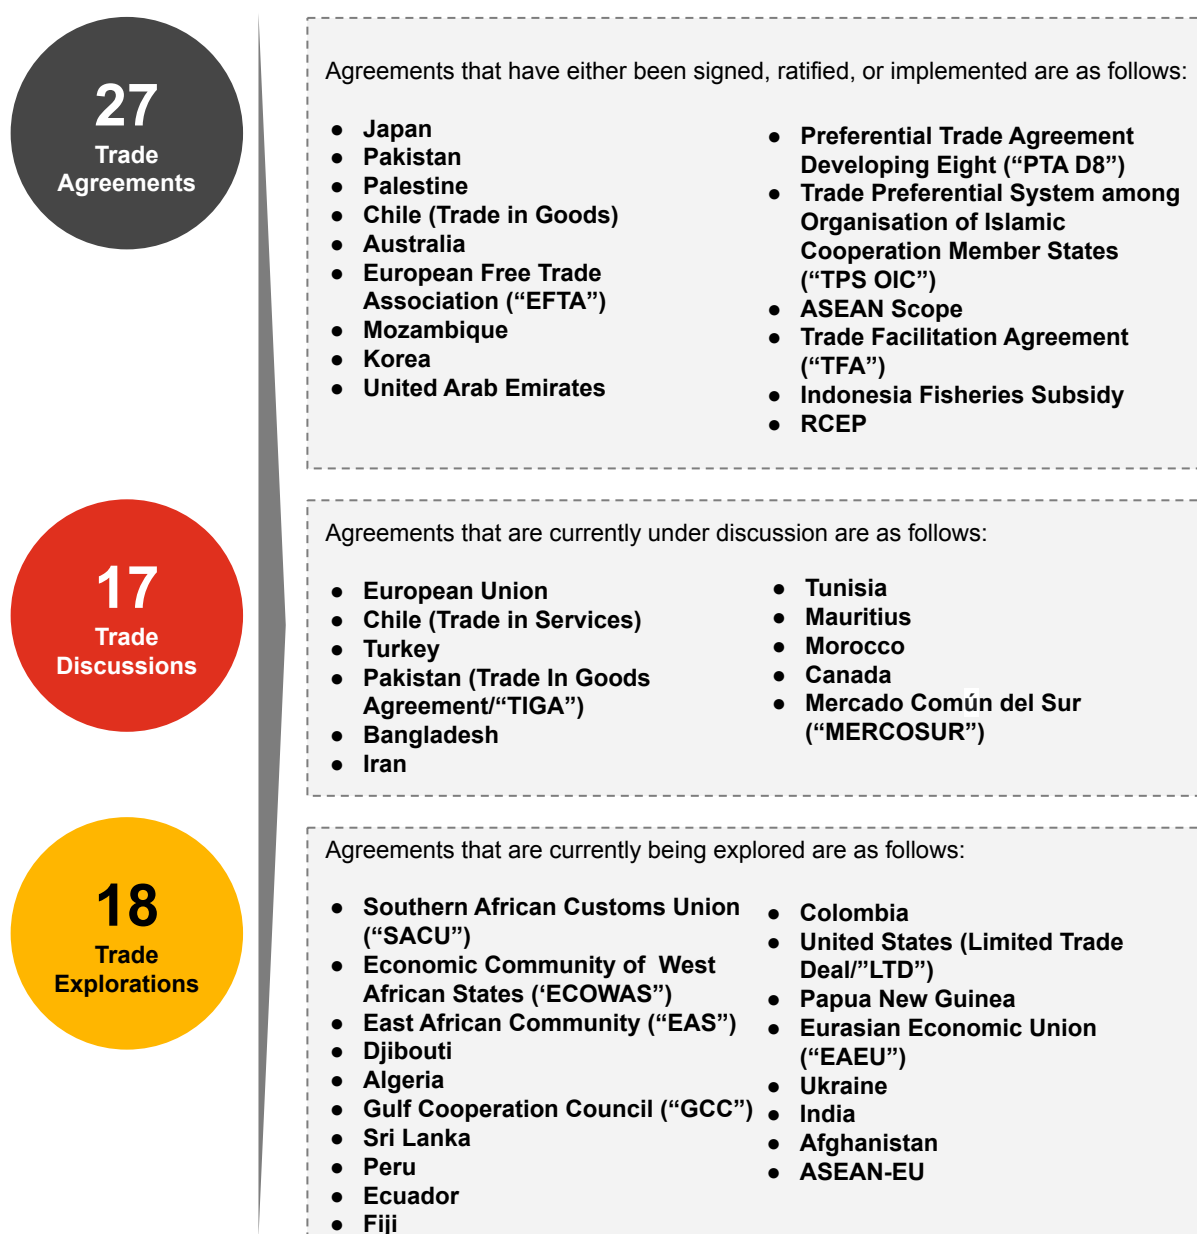 27
Trade
Agreements
Agreements that have either been signed, ratified, or implemented are as follows:
● Japan
● Pakistan
● Palestine
● Chile (Trade in Goods)
● Australia
● European Free Trade
Association (“EFTA”)
● Mozambique
● Korea
● United Arab Emirates
● Preferential Trade Agreement
Developing Eight (“PTA D8”)
● Trade Preferential System among
Organisation of Islamic
Cooperation Member States
(“TPS OIC”)
● ASEAN Scope
● Trade Facilitation Agreement
(“TFA”)
● Indonesia Fisheries Subsidy
● RCEP
17
Trade
Discussions
Agreements that are currently under discussion are as follows:
● European Union
● Chile (Trade in Services)
● Turkey
● Pakistan (Trade In Goods
Agreement/“TIGA”)
● Bangladesh
● Iran
● Tunisia
● Mauritius
● Morocco
● Canada
● Mercado Común del Sur
(“MERCOSUR”)
18
Trade
Explorations
Agreements that are currently being explored are as follows:
● Southern African Customs Union
(“SACU”)
● Economic Community of  West
African States (‘ECOWAS”)
● East African Community (“EAS”)
● Djibouti
● Algeria
● Gulf Cooperation Council (“GCC”)
● Sri Lanka
● Peru
● Ecuador
● Fiji
● Colombia
● United States (Limited Trade
Deal/”LTD”)
● Papua New Guinea
● Eurasian Economic Union
(“EAEU”)
● Ukraine
● India
● Afghanistan
● ASEAN-EU